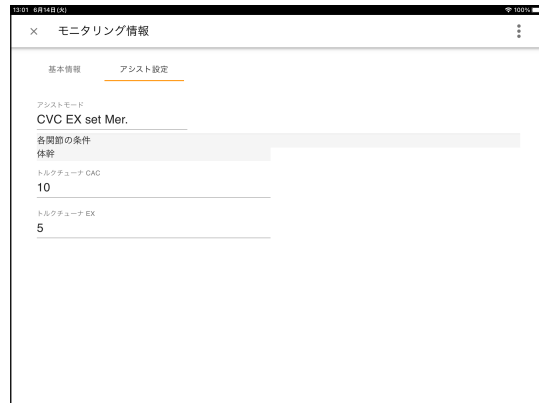 13:01 6月14日(火)
100%
× モニタリング情報
基本情報 アシスト設定
アシストモード
CVC EX set Mer.
各関節の条件
体幹
トルクチューナ CAC
10
トルクチューナ EX
5